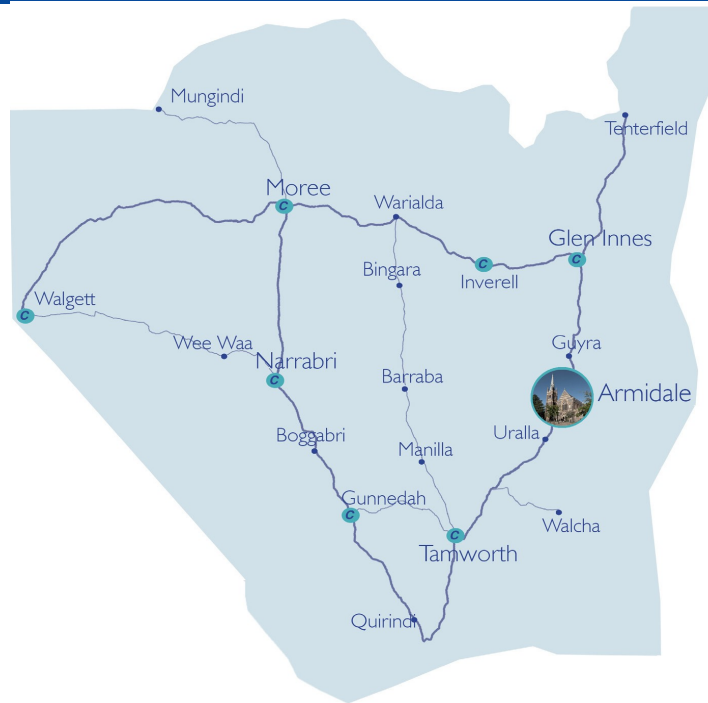 Mungindi
Tenterfield
Moree
Warialda
C
Glen Innes
C
Bingara
C
Inverell
Walgett
C
Wee Waa
Guyra
Narrabri
C
Barraba
Armidale
Boggabri
Uralla
Manilla
Gunnedah
C
Walcha
C
Tamworth
Quirindi